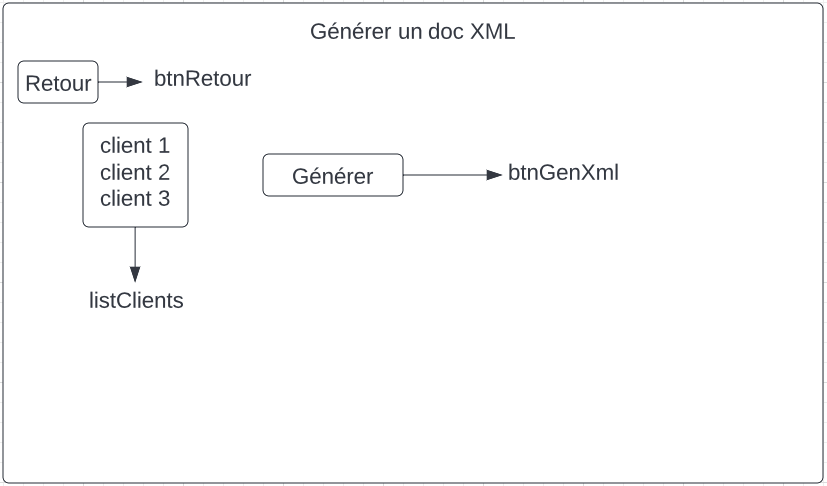 Générer un doc XML
Retour
btnRetour
client 1
client 2
client 3
Générer
btnGenXml
listClients